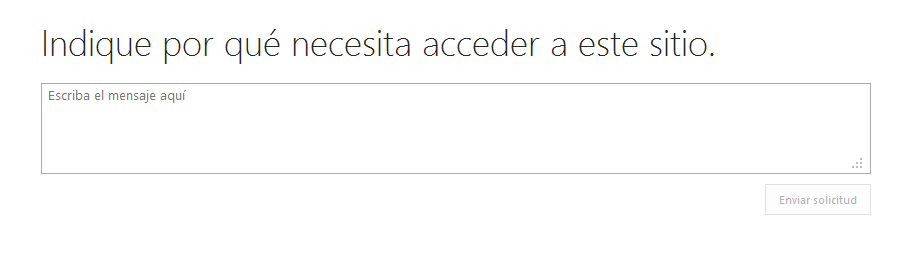 Indique por qué necesita acceder a este sitio.
Escriba el mensaje aquí
Enviar solicitud